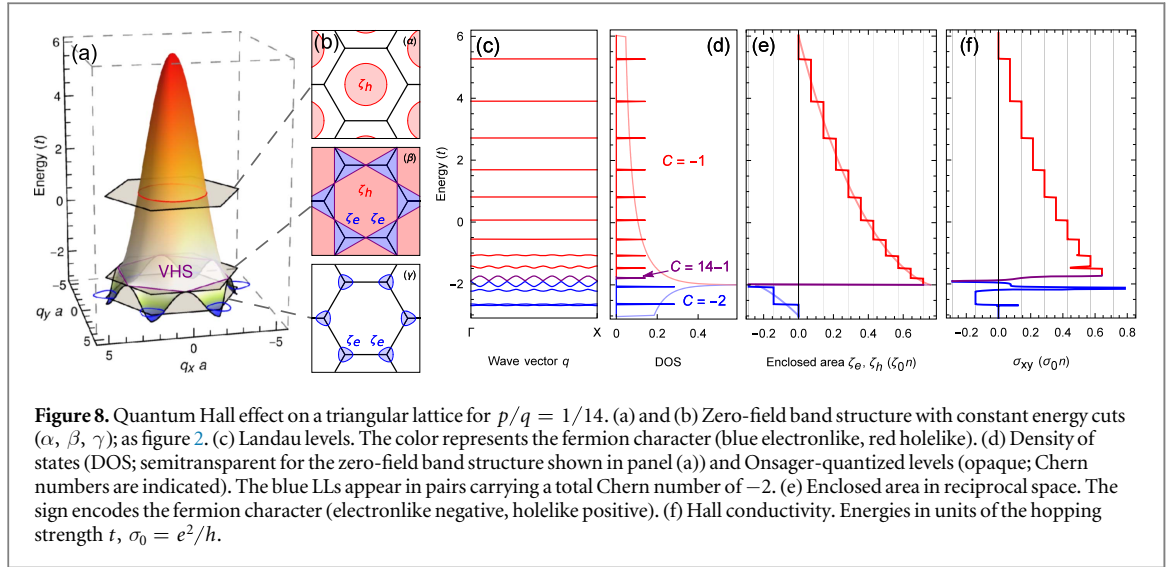 (a)
Energy (t)
6
4
2
0
−2
−5
VHS
q_y a 0
5
5
0
−5
q_x a
(b)
(α)
ζ_h
(β)
ζ_h
ζ_e ζ_e
(γ)
ζ_e ζ_e
(c)
Γ X
Wave vector q
Energy (t)
6
4
2
0
−2
(d)
C = −1
C = 14−1
C = −2
0.0 0.2 0.4
DOS
(e)
−0.2 0.0 0.2 0.4 0.6
Enclosed area ζ_e, ζ_h (ζ_0n)
(f)
−0.2 0.0 0.2 0.4 0.6 0.8
σ_xy (σ_0n)
Figure 8. Quantum Hall effect on a triangular lattice for p/q = 1/14. (a) and (b) Zero-field band structure with constant energy cuts
(α, β, γ); as figure 2. (c) Landau levels. The color represents the fermion character (blue electronlike, red holelike). (d) Density of
states (DOS; semitransparent for the zero-field band structure shown in panel (a)) and Onsager-quantized levels (opaque; Chern
numbers are indicated). The blue LLs appear in pairs carrying a total Chern number of −2. (e) Enclosed area in reciprocal space. The
sign encodes the fermion character (electronlike negative, holelike positive). (f) Hall conductivity. Energies in units of the hopping
strength t, σ_0 = e²/h.